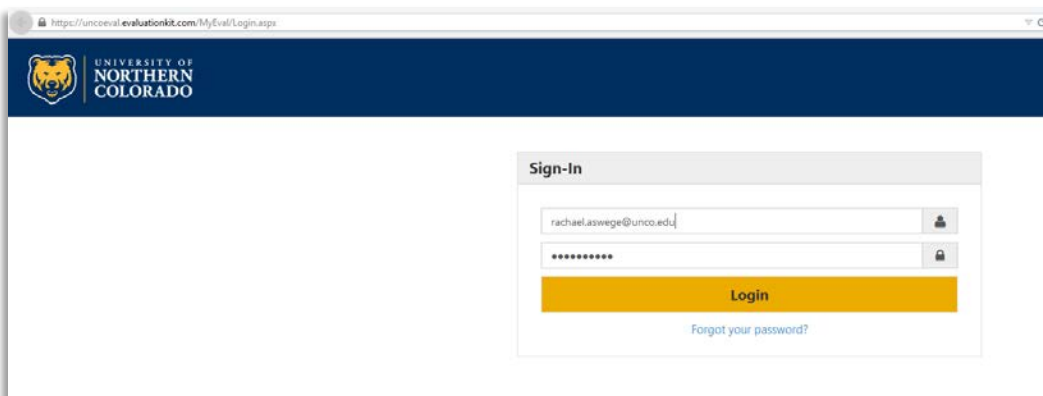 https://uncoeval.evaluationkit.com/MyEval/Login.aspx
UNIVERSITY OF
NORTHERN
COLORADO
Sign-In
rachael.aswege@unco.edu
••••••••••
Login
Forgot your password?